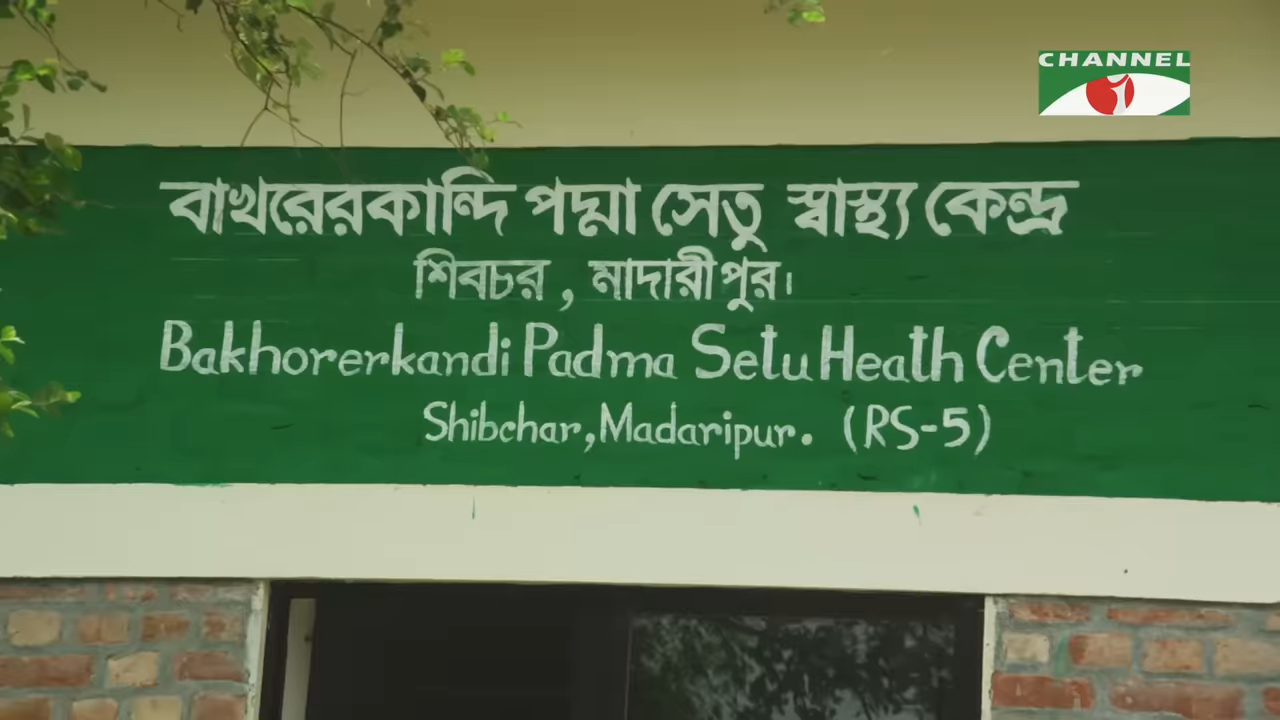 CHANNEL
বাখরেরকান্দি পদ্মা সেতু স্বাস্থ্য কেন্দ্র
শিবচর, মাদারীপুর।
Bakhorerkandi Padma Setu Heath Center
Shibchar, Madaripur. (RS-5)